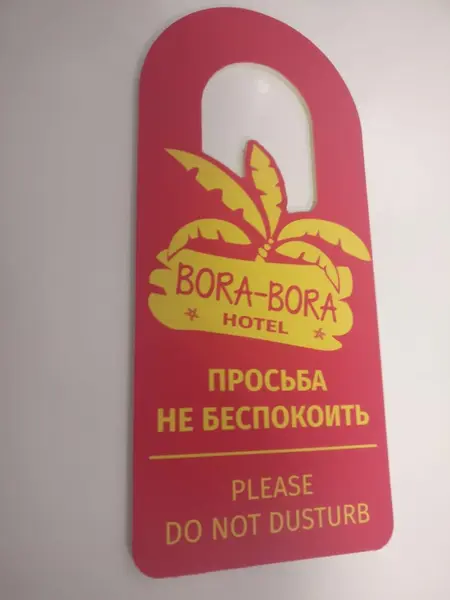 BORA-BORA
HOTEL
ПРОСЬБА
НЕ БЕСПОКОИТЬ
PLEASE
DO NOT DUSTURB